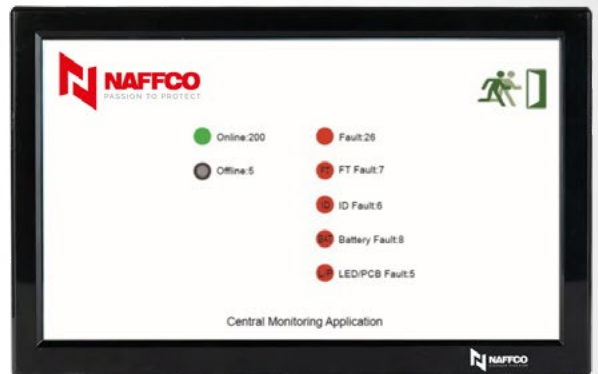 NAFFCO
PASSION TO PROTECT
Online:200
Offline:5
Fault:26
FT FT Fault:7
ID ID Fault:6
BAT Battery Fault:8
L/P LED/PCB Fault:5
Central Monitoring Application
NAFFCO